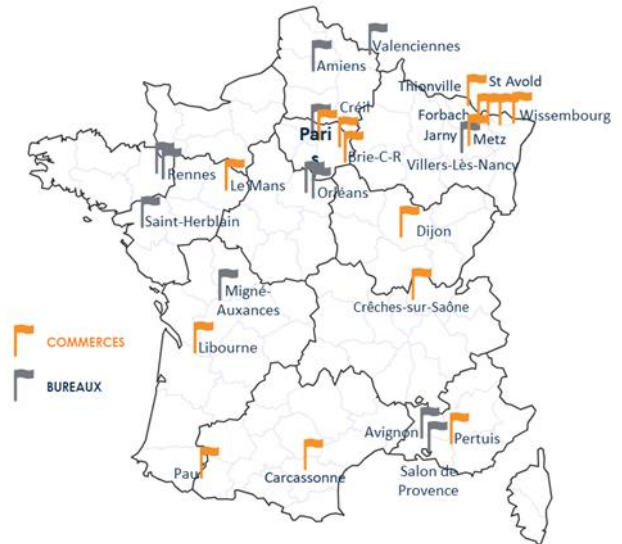 Valenciennes
Amiens
Thionville
St Avold
Créil
Forbach
Wissembourg
Pari
s
Jarny
Metz
Brie-C-R
Villers-Lès-Nancy
Rennes
Le Mans
Orléans
Saint-Herblain
Dijon
Migné-
Auxances
Crêches-sur-Saône
COMMERCES
Libourne
BUREAUX
Avignon
Pertuis
Pau
Carcassonne
Salon de
Provence